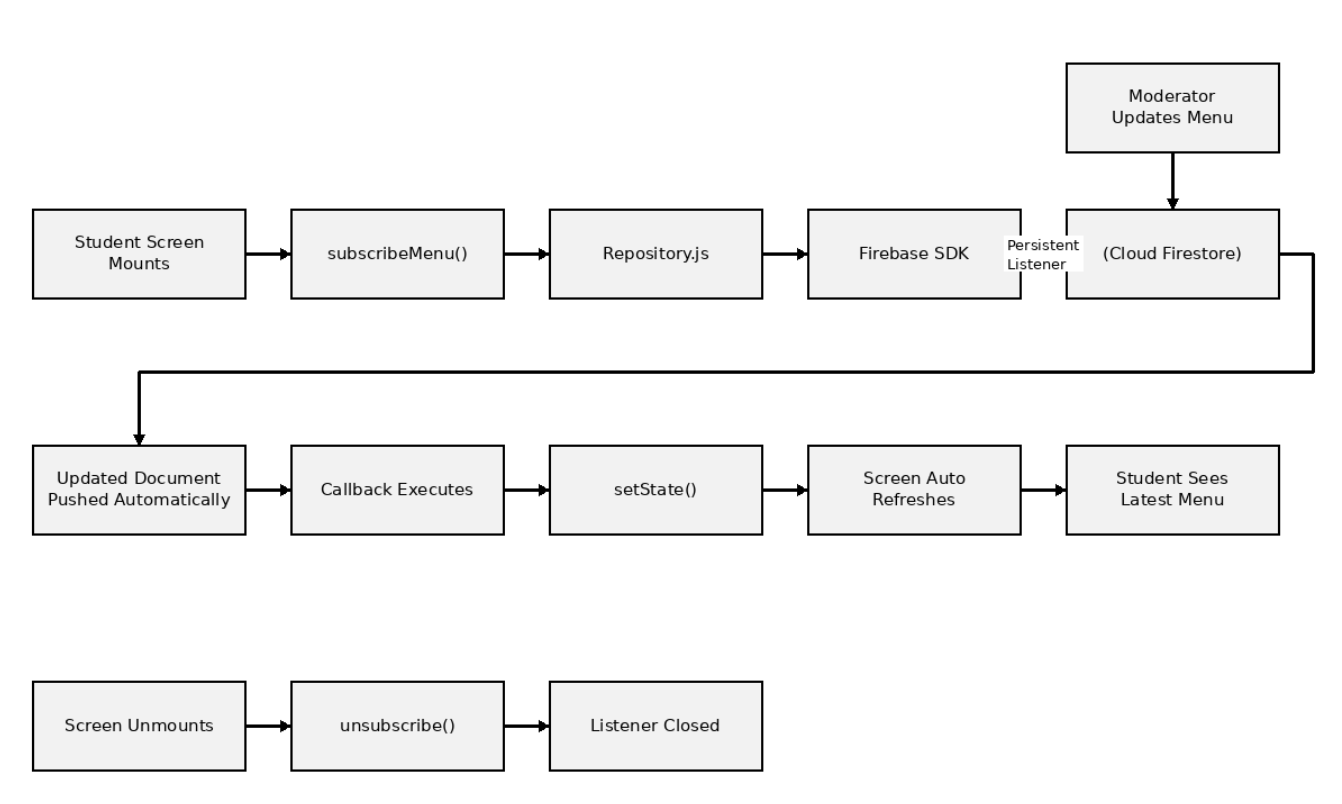 Moderator
Updates Menu
Student Screen
Mounts
subscribeMenu()
Repository.js
Firebase SDK
Persistent
Listener
(Cloud Firestore)
Updated Document
Pushed Automatically
Callback Executes
setState()
Screen Auto
Refreshes
Student Sees
Latest Menu
Screen Unmounts
unsubscribe()
Listener Closed